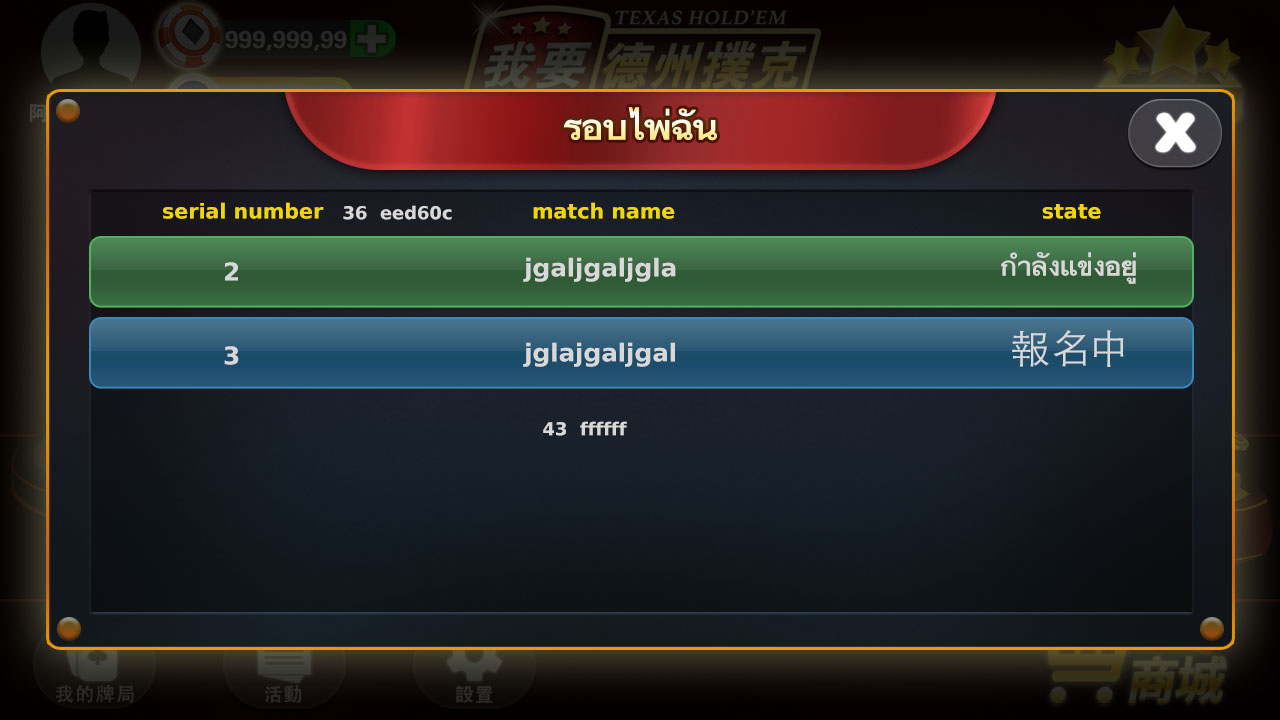 TEXAS HOLD'EM
999,999,99
我要 德州撲克
阿
รอบไพ่ฉัน
serial number 36 eed60c match name state
2 jgaljgaljgla กำลังแข่งอยู่
3 jglajgaljgal 報名中
43 ffffff
我的牌局 活動 設置 商城